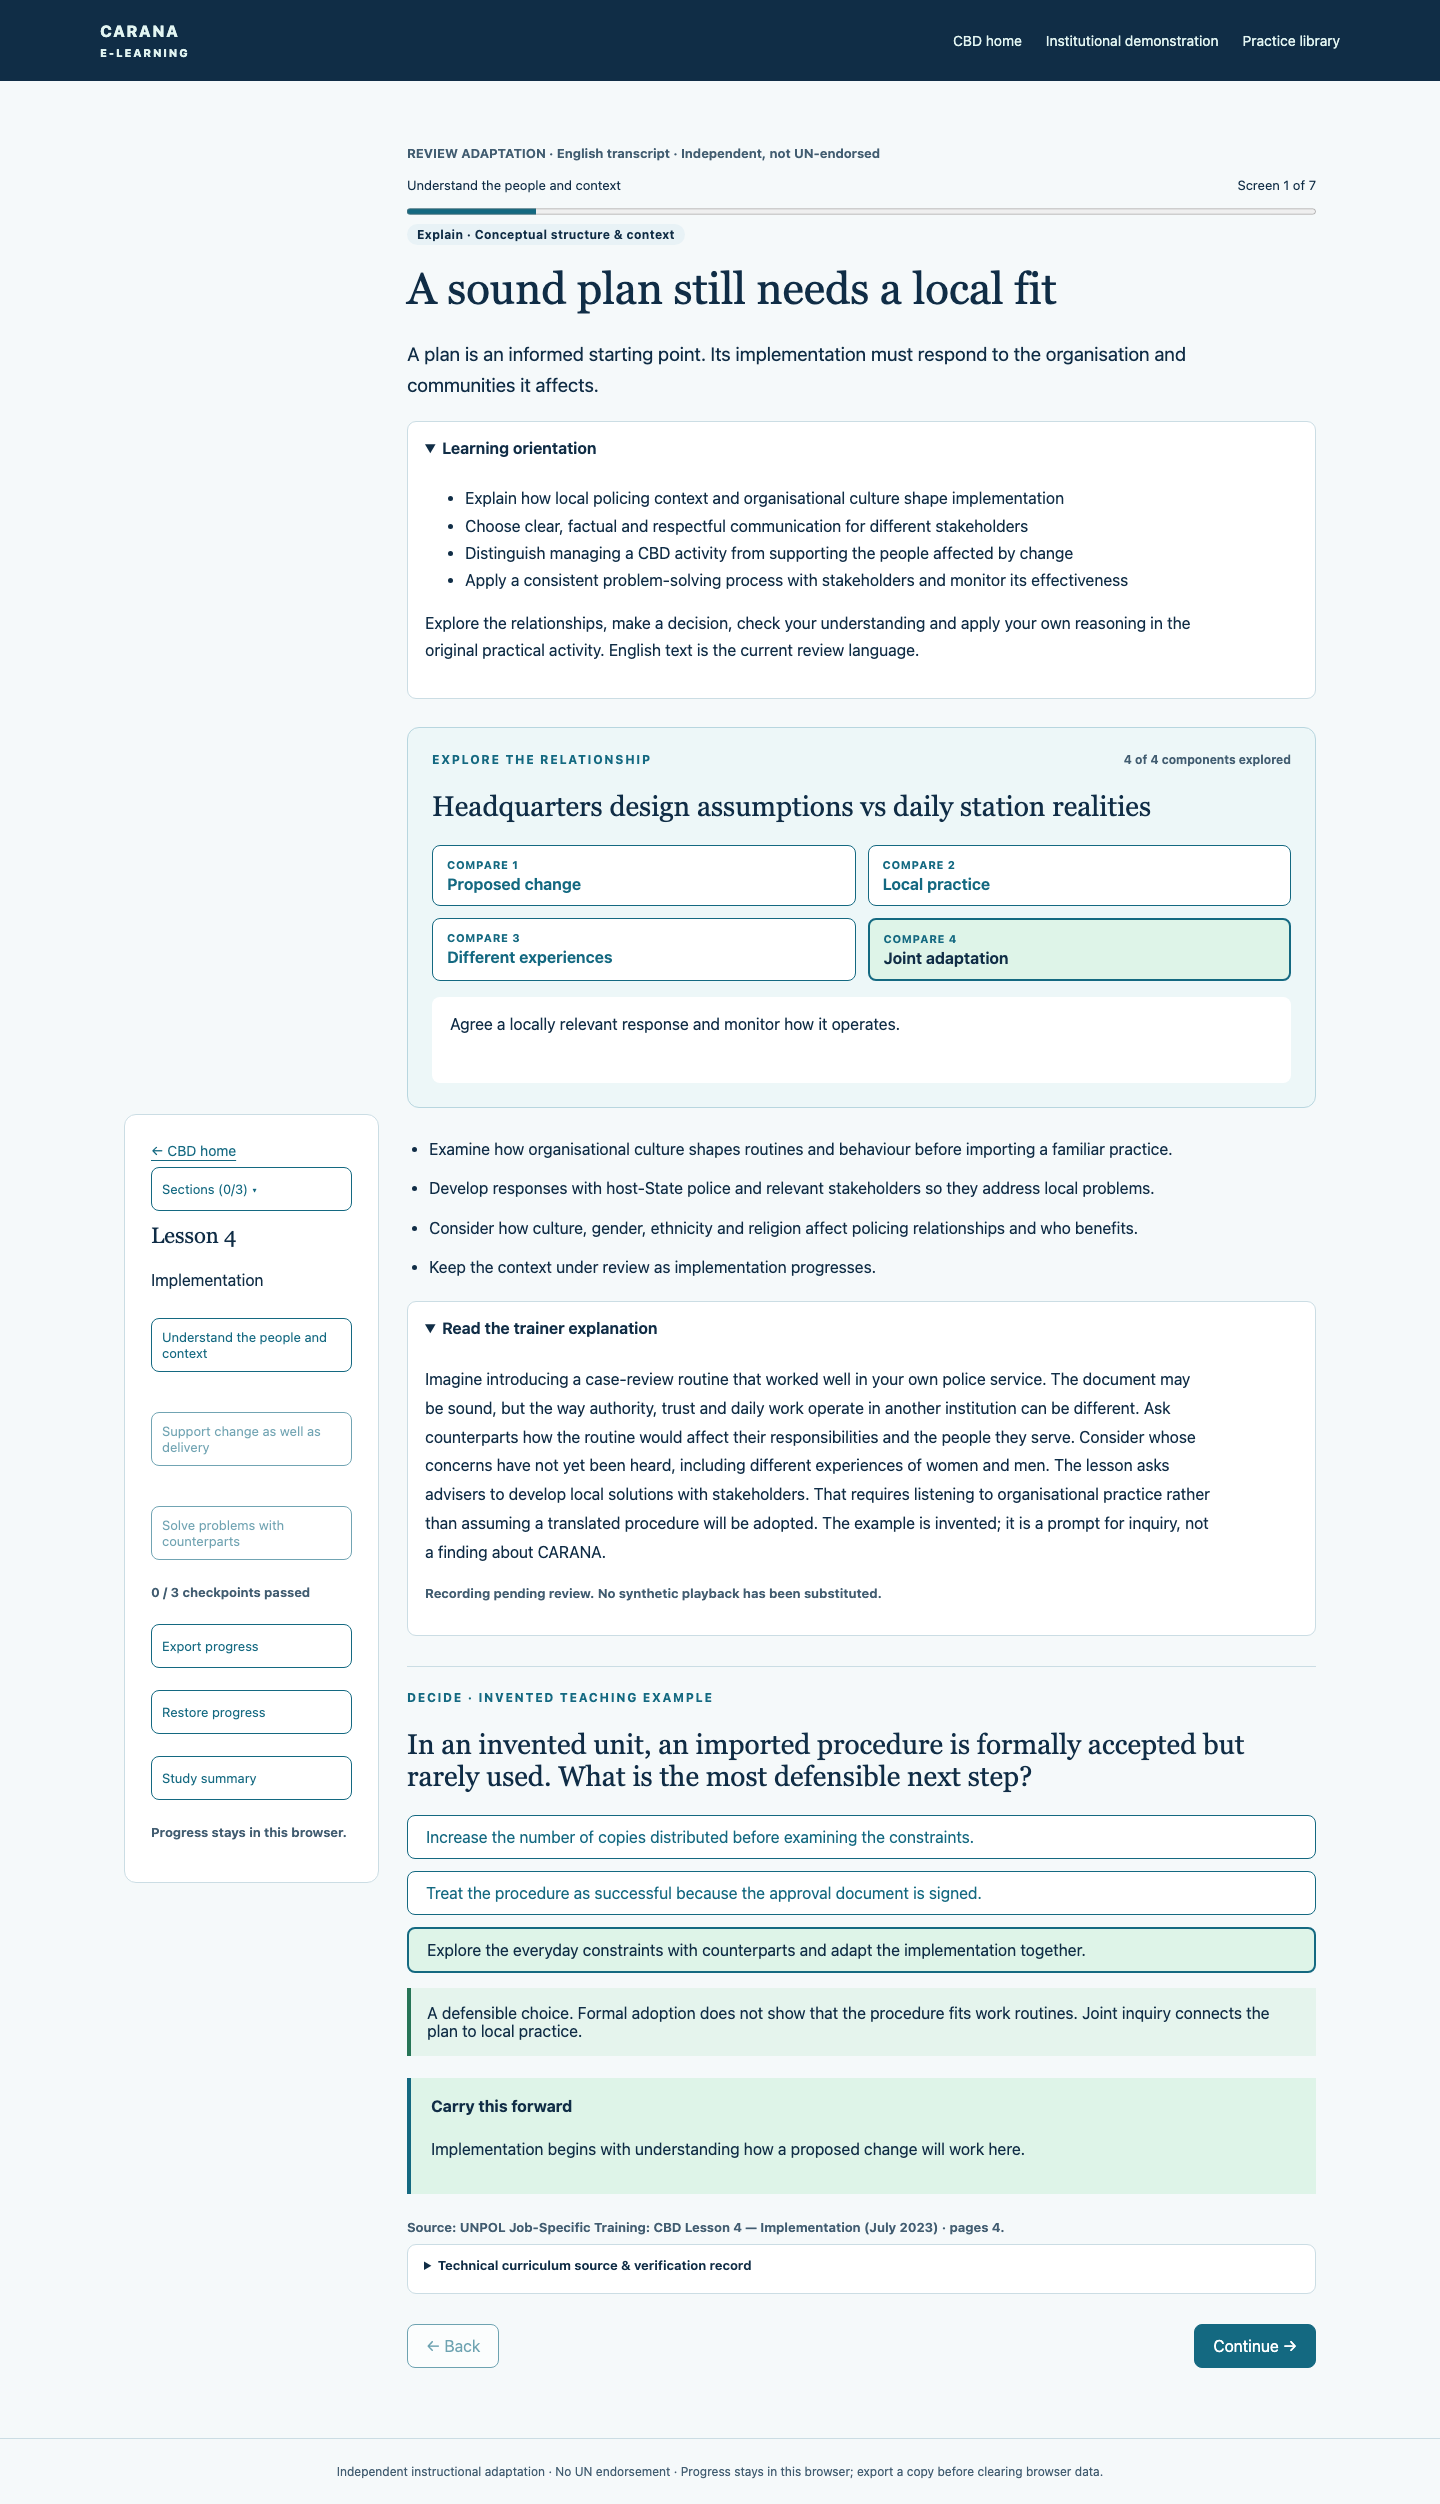 CARANA
E-LEARNING
CBD home
Institutional demonstration
Practice library
REVIEW ADAPTATION · English transcript · Independent, not UN-endorsed
Understand the people and context
Screen 1 of 7
Explain · Conceptual structure & context
A sound plan still needs a local fit
A plan is an informed starting point. Its implementation must respond to the organisation and
communities it affects.
▼ Learning orientation
• Explain how local policing context and organisational culture shape implementation
• Choose clear, factual and respectful communication for different stakeholders
• Distinguish managing a CBD activity from supporting the people affected by change
• Apply a consistent problem-solving process with stakeholders and monitor its effectiveness
Explore the relationships, make a decision, check your understanding and apply your own reasoning in the
original practical activity. English text is the current review language.
EXPLORE THE RELATIONSHIP
4 of 4 components explored
Headquarters design assumptions vs daily station realities
COMPARE 1
Proposed change
COMPARE 2
Local practice
COMPARE 3
Different experiences
COMPARE 4
Joint adaptation
Agree a locally relevant response and monitor how it operates.
← CBD home
Sections (0/3) ▾
Lesson 4
Implementation
Understand the people and
context
Support change as well as
delivery
Solve problems with
counterparts
0 / 3 checkpoints passed
Export progress
Restore progress
Study summary
Progress stays in this browser.
• Examine how organisational culture shapes routines and behaviour before importing a familiar practice.
• Develop responses with host-State police and relevant stakeholders so they address local problems.
• Consider how culture, gender, ethnicity and religion affect policing relationships and who benefits.
• Keep the context under review as implementation progresses.
▼ Read the trainer explanation
Imagine introducing a case-review routine that worked well in your own police service. The document may
be sound, but the way authority, trust and daily work operate in another institution can be different. Ask
counterparts how the routine would affect their responsibilities and the people they serve. Consider whose
concerns have not yet been heard, including different experiences of women and men. The lesson asks
advisers to develop local solutions with stakeholders. That requires listening to organisational practice rather
than assuming a translated procedure will be adopted. The example is invented; it is a prompt for inquiry, not
a finding about CARANA.
Recording pending review. No synthetic playback has been substituted.
DECIDE · INVENTED TEACHING EXAMPLE
In an invented unit, an imported procedure is formally accepted but
rarely used. What is the most defensible next step?
Increase the number of copies distributed before examining the constraints.
Treat the procedure as successful because the approval document is signed.
Explore the everyday constraints with counterparts and adapt the implementation together.
A defensible choice. Formal adoption does not show that the procedure fits work routines. Joint inquiry connects the
plan to local practice.
Carry this forward
Implementation begins with understanding how a proposed change will work here.
Source: UNPOL Job-Specific Training: CBD Lesson 4 — Implementation (July 2023) · pages 4.
▶ Technical curriculum source & verification record
← Back
Continue →
Independent instructional adaptation · No UN endorsement · Progress stays in this browser; export a copy before clearing browser data.